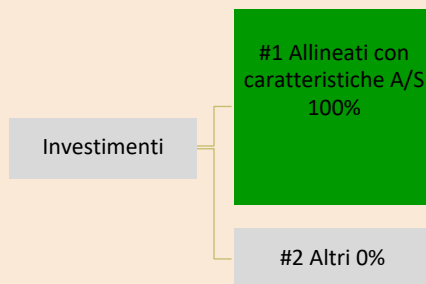 #1 Allineati con
caratteristiche A/S
100%
Investimenti
#2 Altri 0%